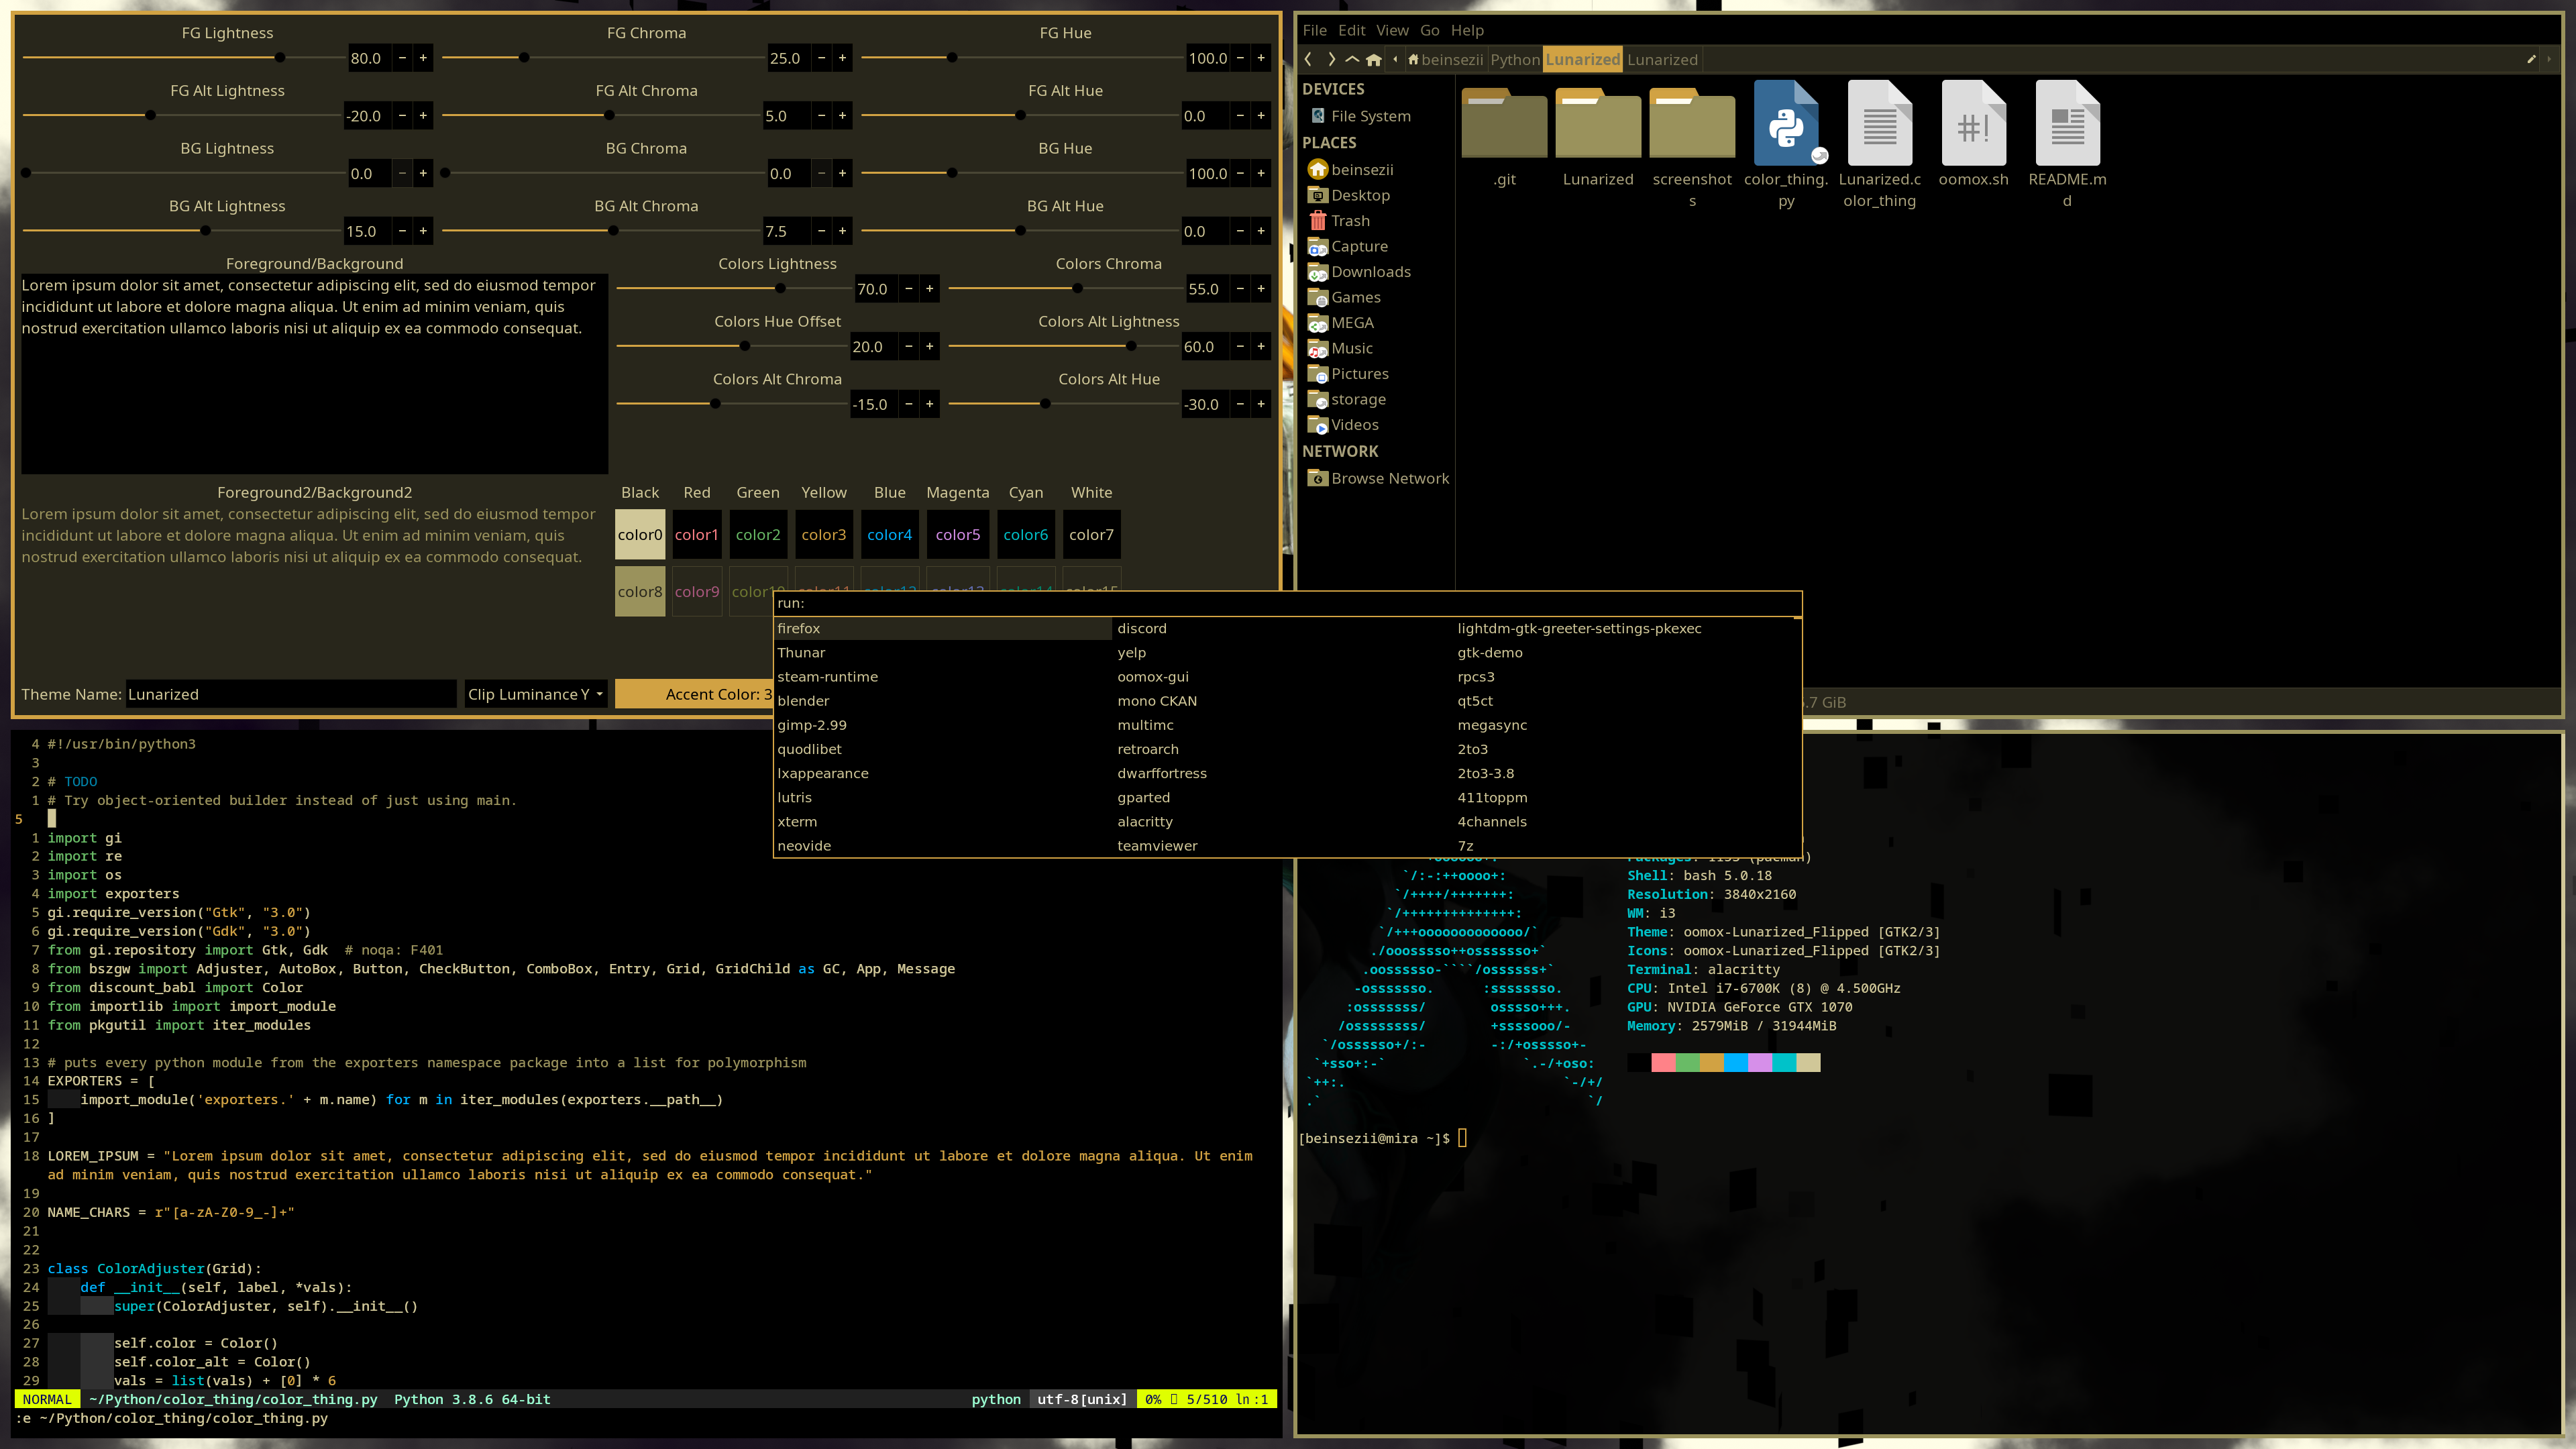 FG Lightness FG Chroma FG Hue
80.0 − + 25.0 − + 100.0 − +
FG Alt Lightness FG Alt Chroma FG Alt Hue
-20.0 − + 5.0 − + 0.0 − +
BG Lightness BG Chroma BG Hue
0.0 − + 0.0 − + 100.0 − +
BG Alt Lightness BG Alt Chroma BG Alt Hue
15.0 − + 7.5 − + 0.0 − +
Foreground/Background
Lorem ipsum dolor sit amet, consectetur adipiscing elit, sed do eiusmod tempor
incididunt ut labore et dolore magna aliqua. Ut enim ad minim veniam, quis
nostrud exercitation ullamco laboris nisi ut aliquip ex ea commodo consequat.
Colors Lightness Colors Chroma
70.0 − + 55.0 − +
Colors Hue Offset Colors Alt Lightness
20.0 − + 60.0 − +
Colors Alt Chroma Colors Alt Hue
-15.0 − + -30.0 − +
Foreground2/Background2
Lorem ipsum dolor sit amet, consectetur adipiscing elit, sed do eiusmod tempor
incididunt ut labore et dolore magna aliqua. Ut enim ad minim veniam, quis
nostrud exercitation ullamco laboris nisi ut aliquip ex ea commodo consequat.
Black Red Green Yellow Blue Magenta Cyan White
color0 color1 color2 color3 color4 color5 color6 color7
color8 color9
Theme Name: Lunarized Clip Luminance Y Accent Color: 3
File Edit View Go Help
beinsezii Python Lunarized Lunarized
DEVICES
File System
PLACES
beinsezii
Desktop
Trash
Capture
Downloads
Games
MEGA
Music
Pictures
storage
Videos
NETWORK
Browse Network
.git Lunarized screenshot color_thing. Lunarized.c oomox.sh README.m
s py olor_thing d
.7 GiB
run:
firefox discord lightdm-gtk-greeter-settings-pkexec
Thunar yelp gtk-demo
steam-runtime oomox-gui rpcs3
blender mono CKAN qt5ct
gimp-2.99 multimc megasync
quodlibet retroarch 2to3
lxappearance dwarffortress 2to3-3.8
lutris gparted 411toppm
xterm alacritty 4channels
neovide teamviewer 7z
4 #!/usr/bin/python3
3
2 # TODO
1 # Try object-oriented builder instead of just using main.
5
1 import gi
2 import re
3 import os
4 import exporters
5 gi.require_version("Gtk", "3.0")
6 gi.require_version("Gdk", "3.0")
7 from gi.repository import Gtk, Gdk  # noqa: F401
8 from bszgw import Adjuster, AutoBox, Button, CheckButton, ComboBox, Entry, Grid, GridChild as GC, App, Message
9 from discount_babl import Color
10 from importlib import import_module
11 from pkgutil import iter_modules
12
13 # puts every python module from the exporters namespace package into a list for polymorphism
14 EXPORTERS = [
15     import_module('exporters.' + m.name) for m in iter_modules(exporters.__path__)
16 ]
17
18 LOREM_IPSUM = "Lorem ipsum dolor sit amet, consectetur adipiscing elit, sed do eiusmod tempor incididunt ut labore et dolore magna aliqua. Ut enim
ad minim veniam, quis nostrud exercitation ullamco laboris nisi ut aliquip ex ea commodo consequat."
19
20 NAME_CHARS = r"[a-zA-Z0-9_-]+"
21
22
23 class ColorAdjuster(Grid):
24     def __init__(self, label, *vals):
25         super(ColorAdjuster, self).__init__()
26
27         self.color = Color()
28         self.color_alt = Color()
29         vals = list(vals) + [0] * 6
NORMAL ~/Python/color_thing/color_thing.py Python 3.8.6 64-bit python utf-8[unix] 0% 5/510 ln:1
:e ~/Python/color_thing/color_thing.py
`/:-:++oooo+: Shell: bash 5.0.18
`/++++/+++++++: Resolution: 3840x2160
`/++++++++++++++: WM: i3
`/+++ooooooooooooo/` Theme: oomox-Lunarized_Flipped [GTK2/3]
./ooosssso++osssssso+` Icons: oomox-Lunarized_Flipped [GTK2/3]
.oossssso-````/ossssss+` Terminal: alacritty
-osssssso. :ssssssso. CPU: Intel i7-6700K (8) @ 4.500GHz
:osssssss/ osssso+++. GPU: NVIDIA GeForce GTX 1070
/ossssssss/ +ssssooo/- Memory: 2579MiB / 31944MiB
`/ossssso+/:- -:/+osssso+-
`+sso+:-` `.-/+oso:
`++:. `-/+/
.` `/
[beinsezii@mira ~]$